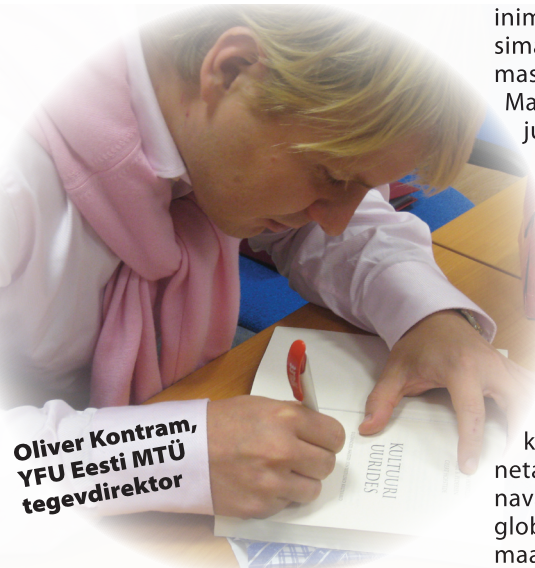 inim
sima
mas
Ma
ju
KULTUURI
UURIDES
Oliver Kontram,
YFU Eesti MTÜ
tegevdirektor
k
neta
nav
glob
maa